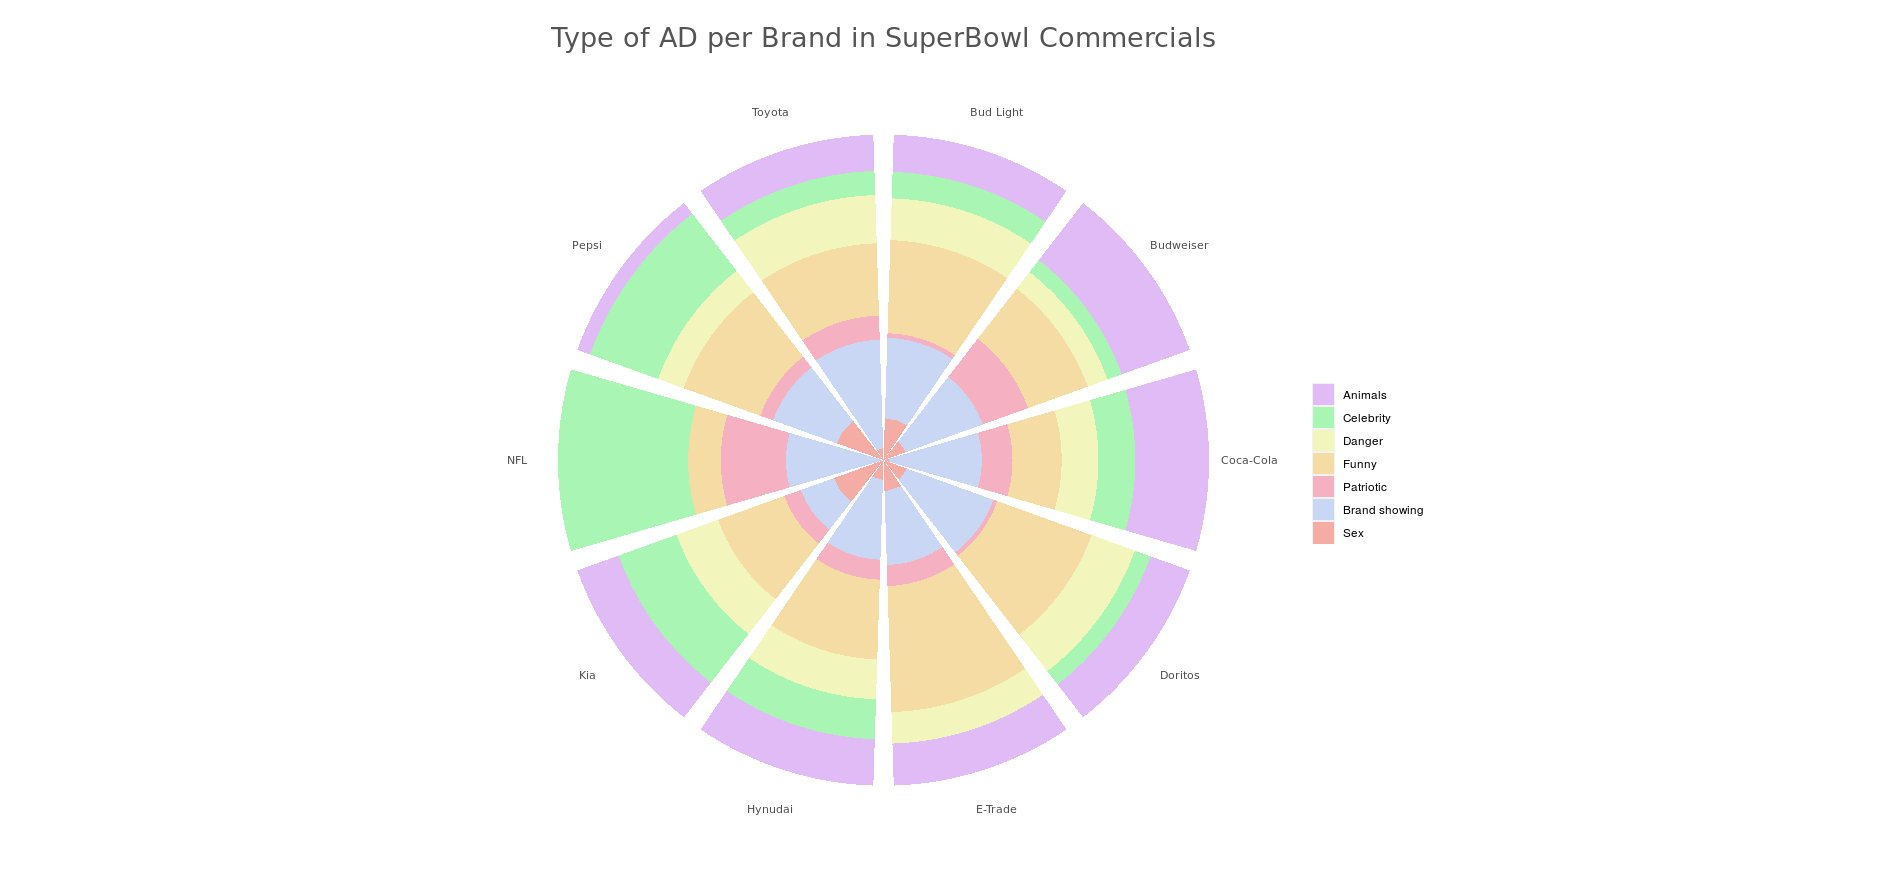 Type of AD per Brand in SuperBowl Commercials
Toyota
Bud Light
Pepsi
Budweiser
NFL
Coca-Cola
Kia
Doritos
Hynudai
E-Trade
Animals
Celebrity
Danger
Funny
Patriotic
Brand showing
Sex